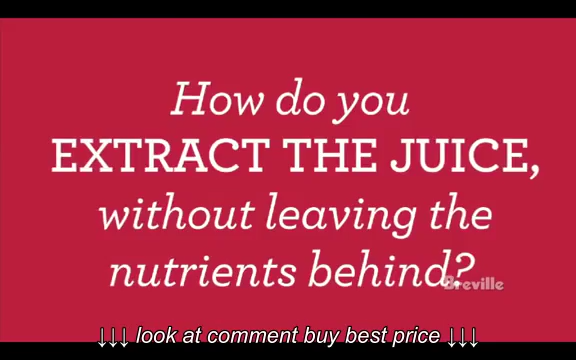 How do you
EXTRACT THE JUICE,
without leaving the
nutrients behind?
Breville
↓↓↓ look at comment buy best price ↓↓↓